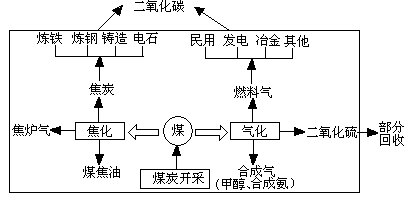 二氧化碳
炼铁 炼钢 铸造 电石
民用 发电 冶金 其他
焦炭
燃料气
焦炉气
焦化
煤
气化
二氧化硫
部分
回收
煤焦油
煤炭开采
合成气
(甲醇、合成氨)